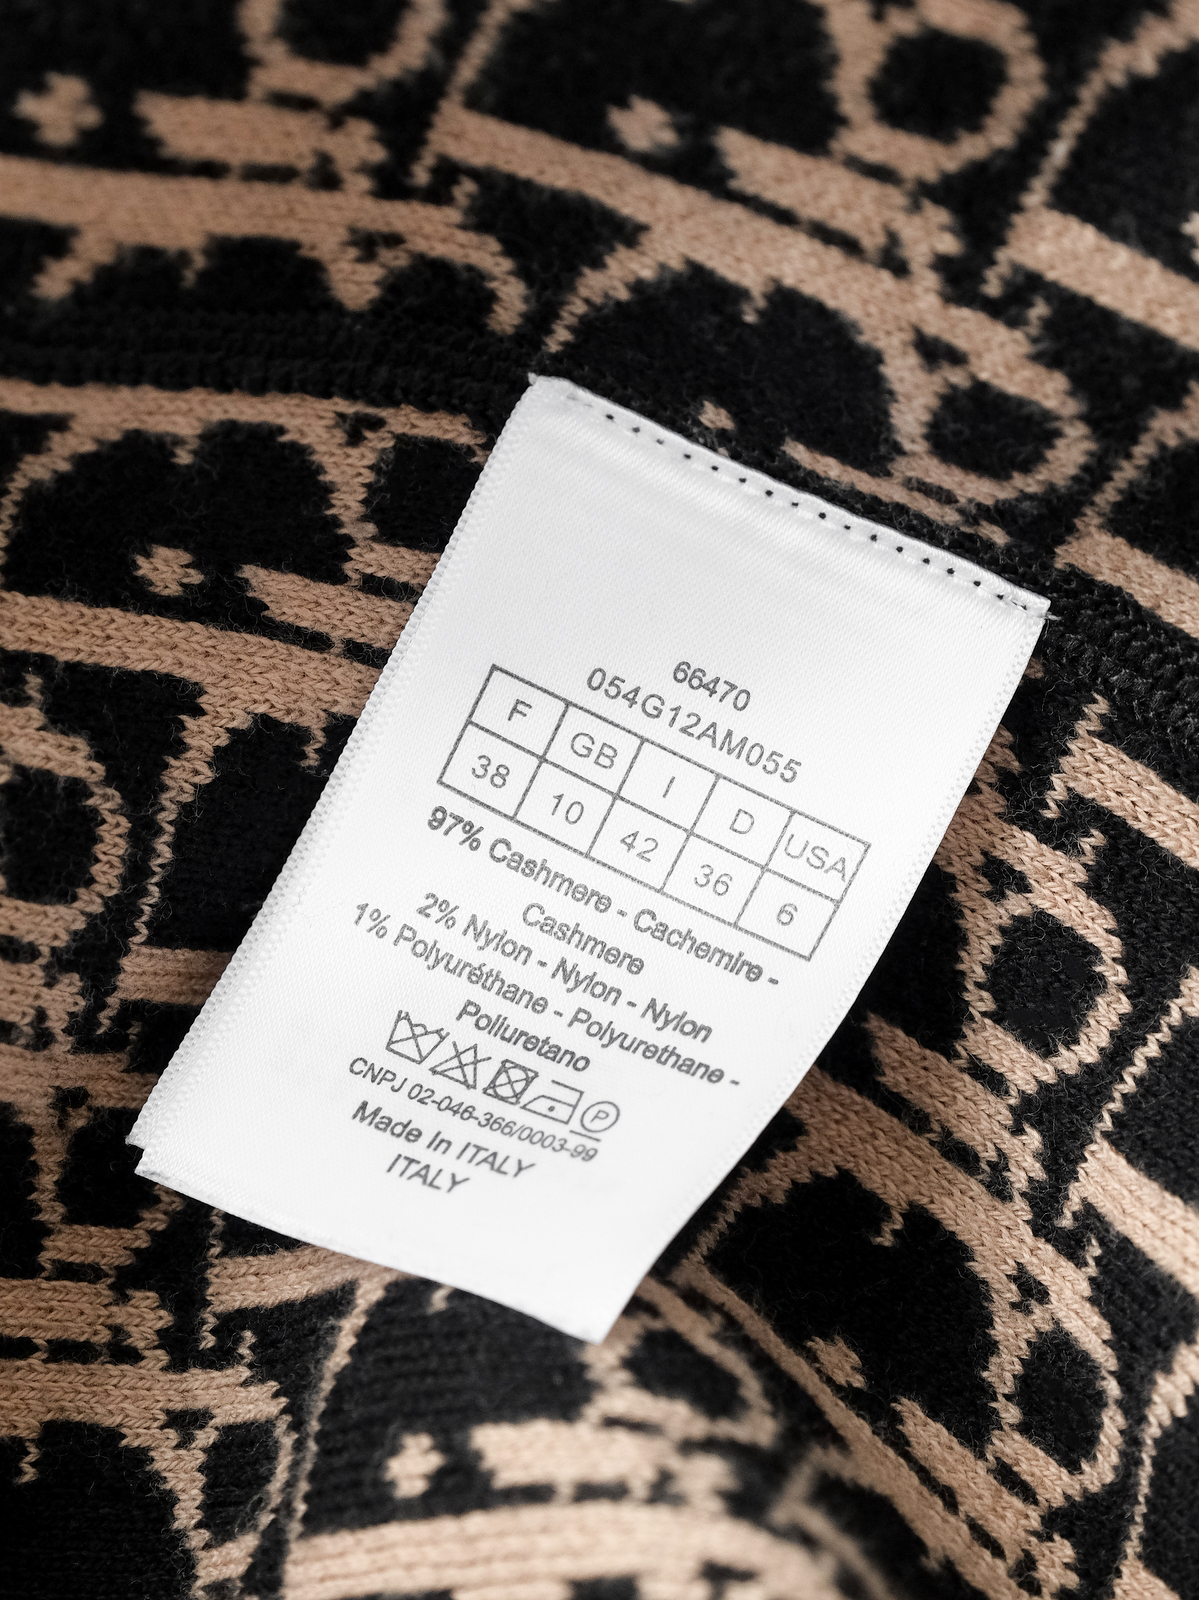 66470
054G12AM055
F GB I D USA
38 10 42 36 6
97% Cashmere - Cachemire -
Cashmere
2% Nylon - Nylon - Nylon
1% Polyuréthane - Polyurethane -
Poliuretano
P
CNPJ 02-046-366/0003-99
Made In ITALY
ITALY